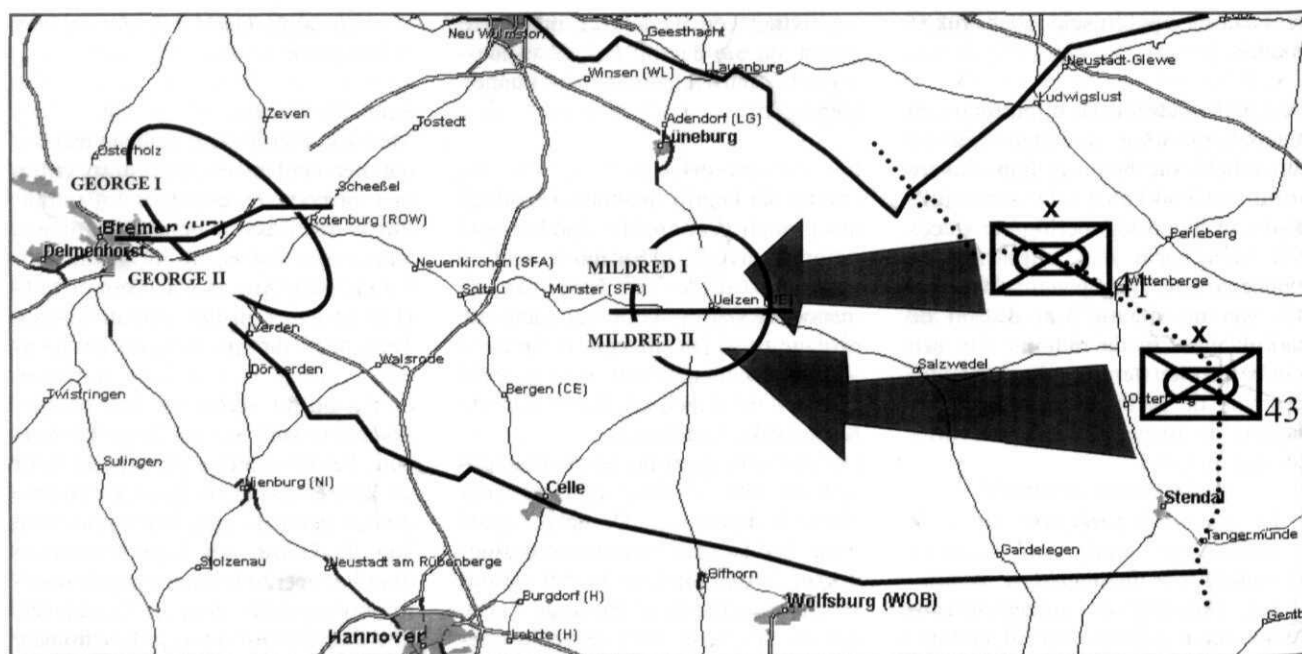 Neu Wulmsdorf
Geesthacht
Lauenburg
Winsen (WL)
Neustadt-Glewe
Ludwigslust
Zeven
Tostedt
Adendorf (LG)
Lüneburg
Osterholz
GEORGE I
Scheeßel
Rotenburg (ROW)
Bremen
Delmenhorst
GEORGE II
Neuenkirchen (SFA)
Soltau
Munster (SFA)
MILDRED I
Uelzen
MILDRED II
X
41
Perleberg
Wittenberge
X
43
Verden
Dörverden
Walsrode
Bergen (CE)
Salzwedel
Osterburg
Twistringen
Sulingen
Nienburg (NI)
Celle
Stendal
Tangermünde
Stolzenau
Neustadt am Rübenberge
Gardelegen
Gifhorn
Burgdorf (H)
Wolfsburg (WOB)
Hannover
Lehrte (H)